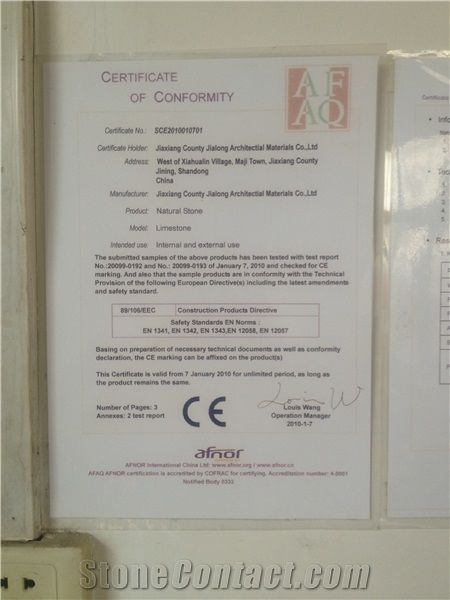 CERTIFICATE
OF CONFORMITY
AF
AQ
Certificate No.: SCE2010010701
Certificate Holder: Jiaxiang County Jialong Architectial Materials Co.,Ltd
Address: West of Xiahualin Village, Maji Town, Jiaxiang County
Jining, Shandong
China
Manufacturer: Jiaxiang County Jialong Architectial Materials Co.,Ltd
Product: Natural Stone
Model: Limestone
Intended use: Internal and external use
The submitted samples of the above products has been tested with test report
No.:20099-0192 and No.: 20099-0193 of January 7, 2010 and checked for CE
marking. And also that the sample products are in conformity with the Technical
Provision of the following European Directive(s) including the latest amendments
and safety standard.
89/106/EEC Construction Products Directive
Safety Standards EN Norms :
EN 1341, EN 1342, EN 1343,EN 12058, EN 12057
Basing on preparation of necessary technical documents as well as conformity
declaration, the CE marking can be affixed on the product(s)
This Certificate is valid from 7 January 2010 for unlimited period, as long as
the product remains the same.
Number of Pages: 3
Annexes: 2 test report
CE
Louis W
Louis Wang
Operation Manager
2010-1-7
afnor
AFNOR International China Ltd: www-afnor.org / www-afnor.cn
AFAQ AFNOR certification is accredited by COFRAC for certifying, Accreditation number: 4-0001
Notified Body 0333
Certificate
StoneContact.com